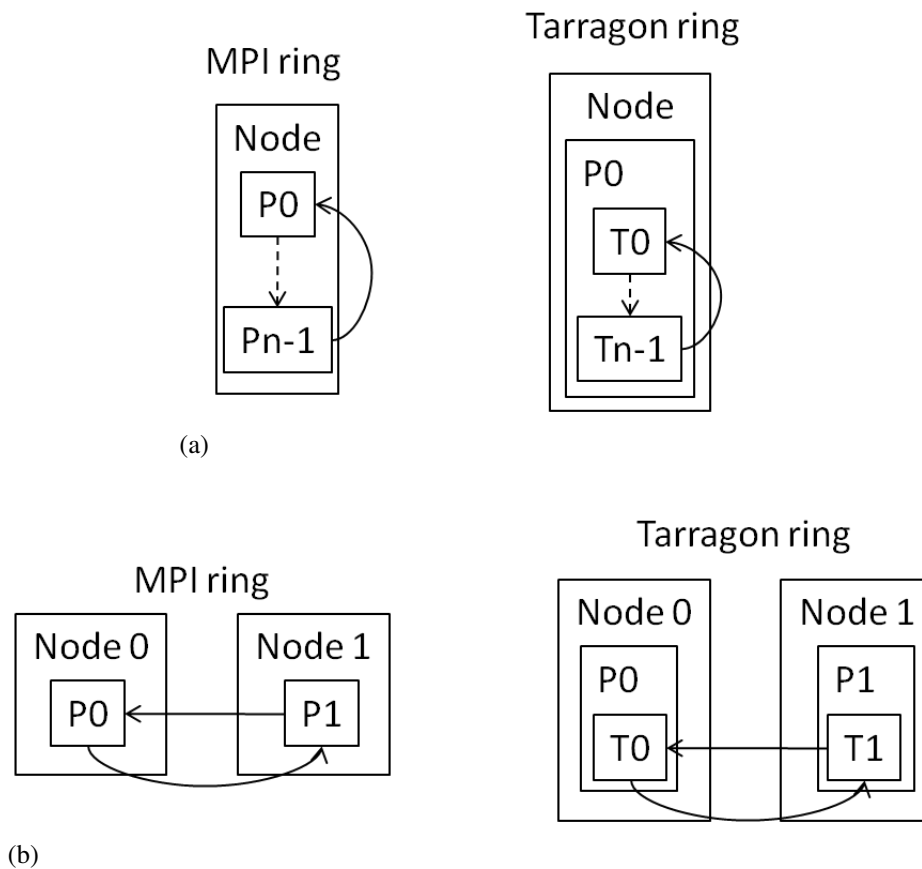 MPI ring
Node
P0
Pn-1
Tarragon ring
Node
P0
T0
Tn-1
(a)
MPI ring
Node 0
Node 1
P0
P1
Tarragon ring
Node 0
Node 1
P0
P1
T0
T1
(b)